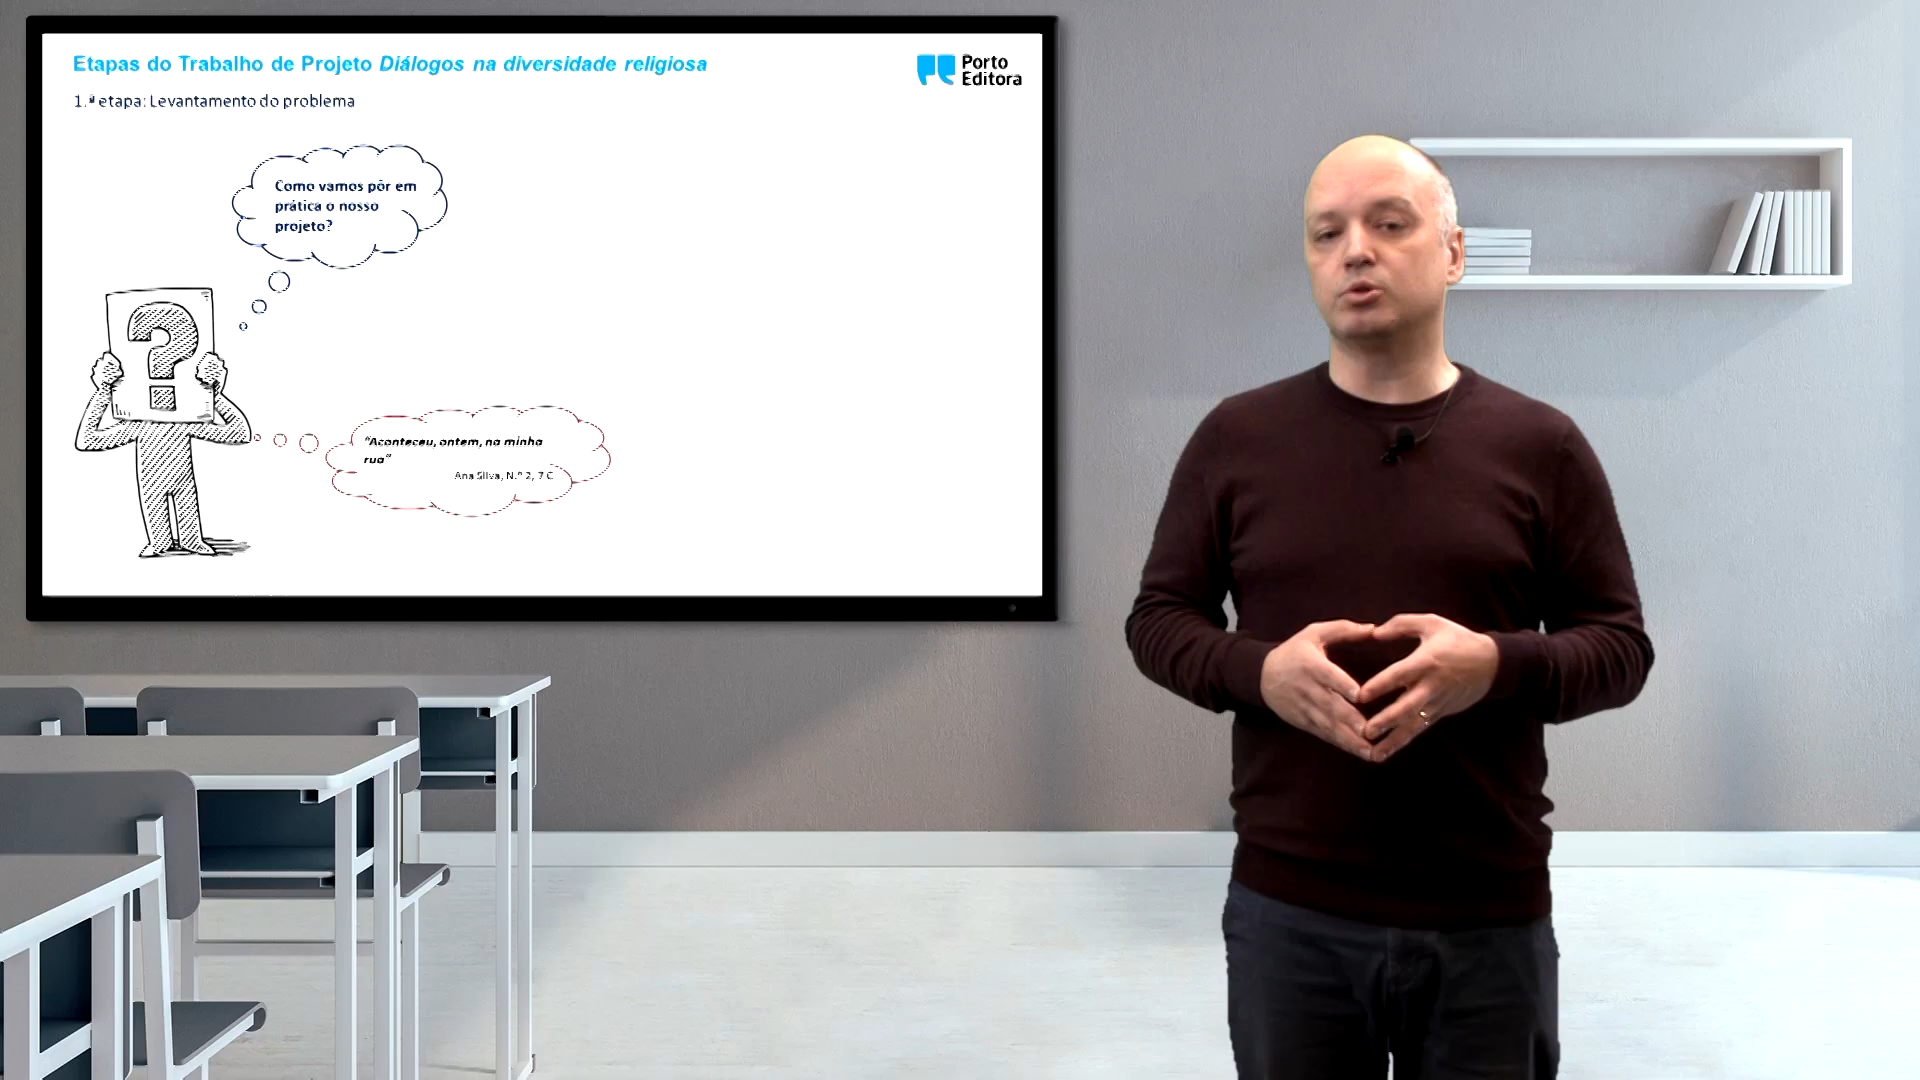 Etapas do Trabalho de Projeto Diálogos na diversidade religiosa
Porto
Editora
1.ª etapa: Levantamento do problema
Como vamos pôr em
prática o nosso
projeto?
?
"Aconteceu, ontem, na minha
rua"
Ana Silva, N.º 2, 7 C